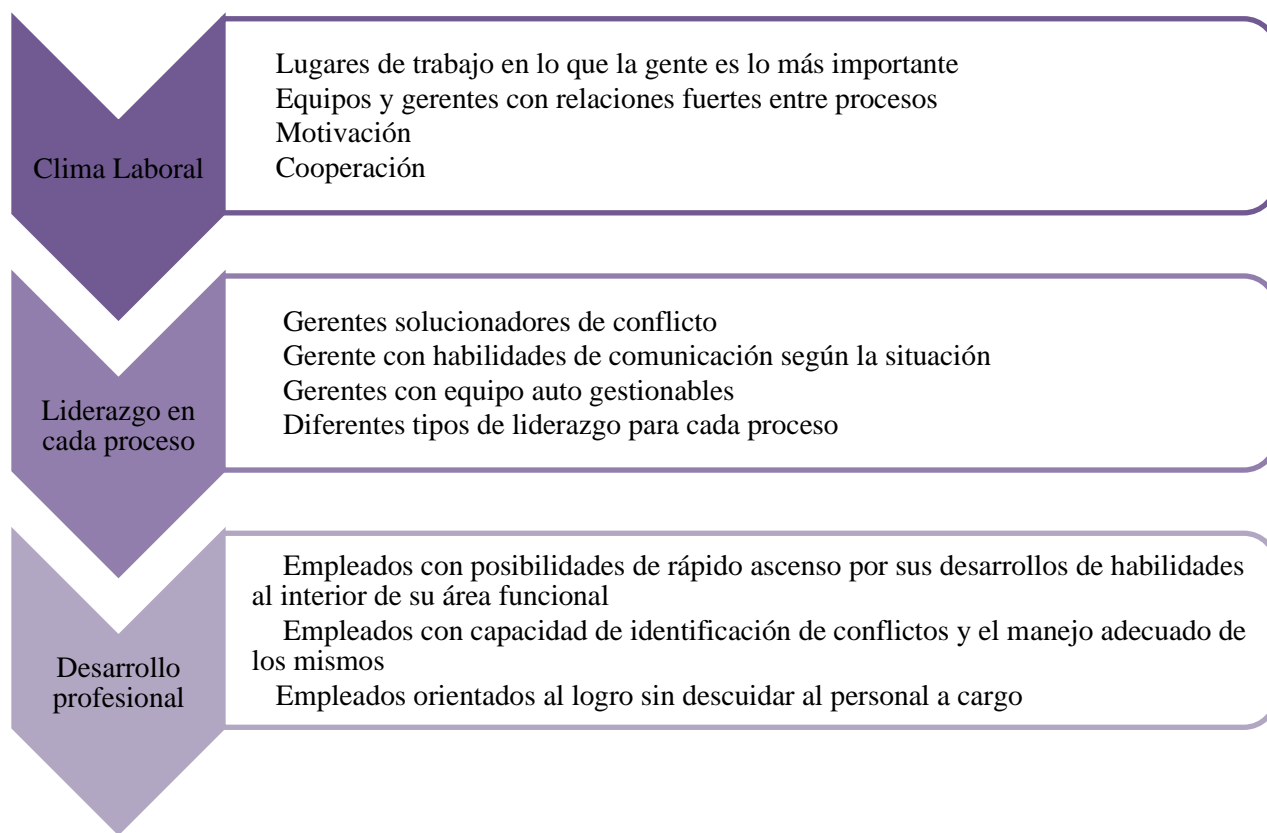 Clima Laboral
Lugares de trabajo en lo que la gente es lo más importante
Equipos y gerentes con relaciones fuertes entre procesos
Motivación
Cooperación
Liderazgo en
cada proceso
Gerentes solucionadores de conflicto
Gerente con habilidades de comunicación según la situación
Gerentes con equipo auto gestionables
Diferentes tipos de liderazgo para cada proceso
Desarrollo
profesional
Empleados con posibilidades de rápido ascenso por sus desarrollos de habilidades
al interior de su área funcional
Empleados con capacidad de identificación de conflictos y el manejo adecuado de
los mismos
Empleados orientados al logro sin descuidar al personal a cargo